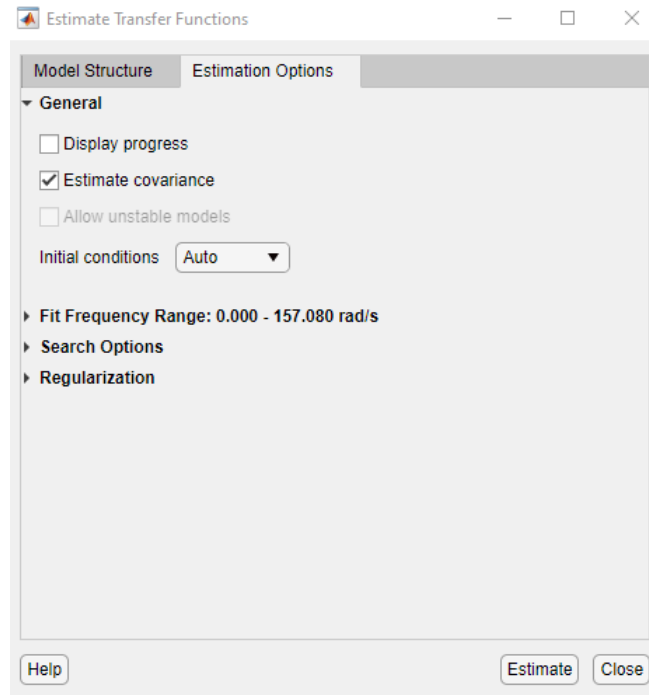 Estimate Transfer Functions
Model Structure Estimation Options
General
Display progress
Estimate covariance
Allow unstable models
Initial conditions Auto
Fit Frequency Range: 0.000 - 157.080 rad/s
Search Options
Regularization
Help Estimate Close